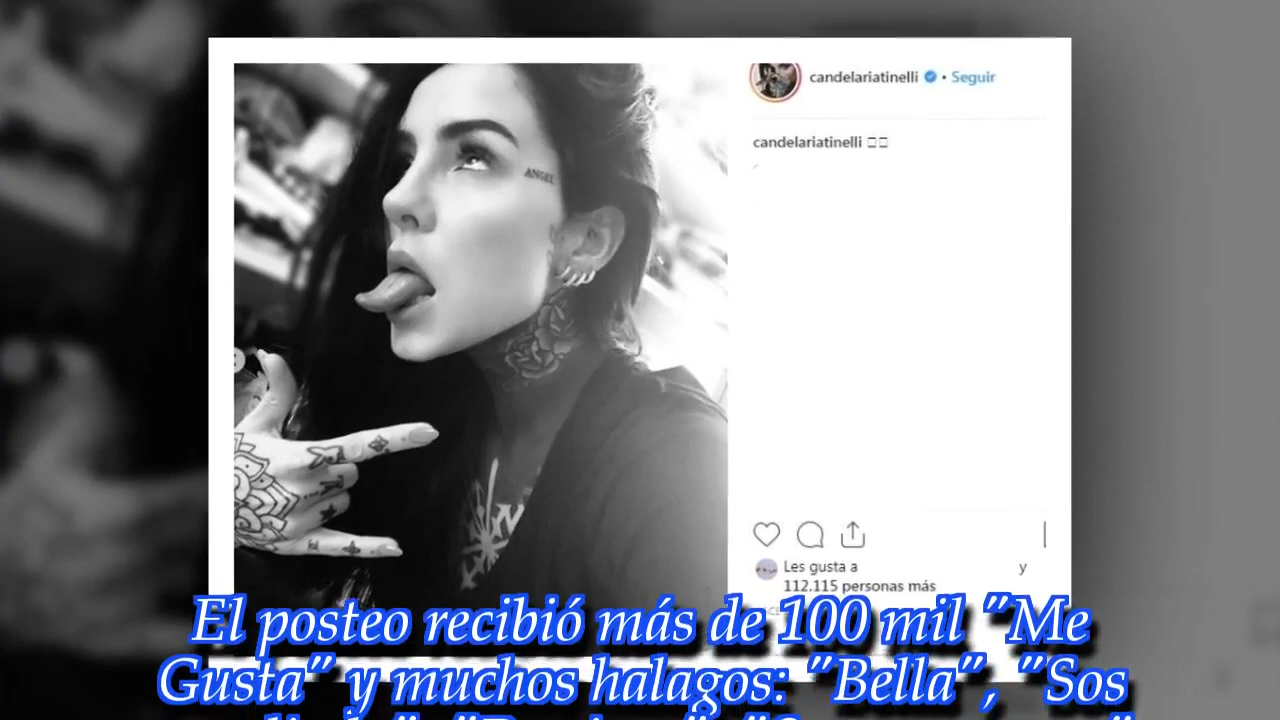 candelariatinelli • Seguir
candelariatinelli
ANGEL
Les gusta a y
112.115 personas más
El posteo recibió más de 100 mil "Me
Gusta" y muchos halagos: "Bella", "Sos